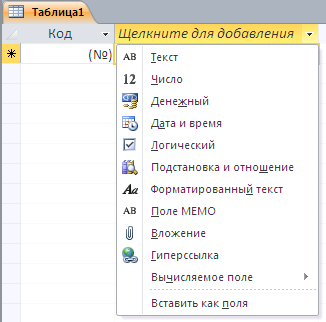 Таблица1
Код Щелкните для добавления
(№)
AB Текст
12 Число
Денежный
Дата и время
Логический
Подстановка и отношение
Aa Форматированный текст
AB Поле МЕМО
Вложение
Гиперссылка
Вычисляемое поле
Вставить как поля